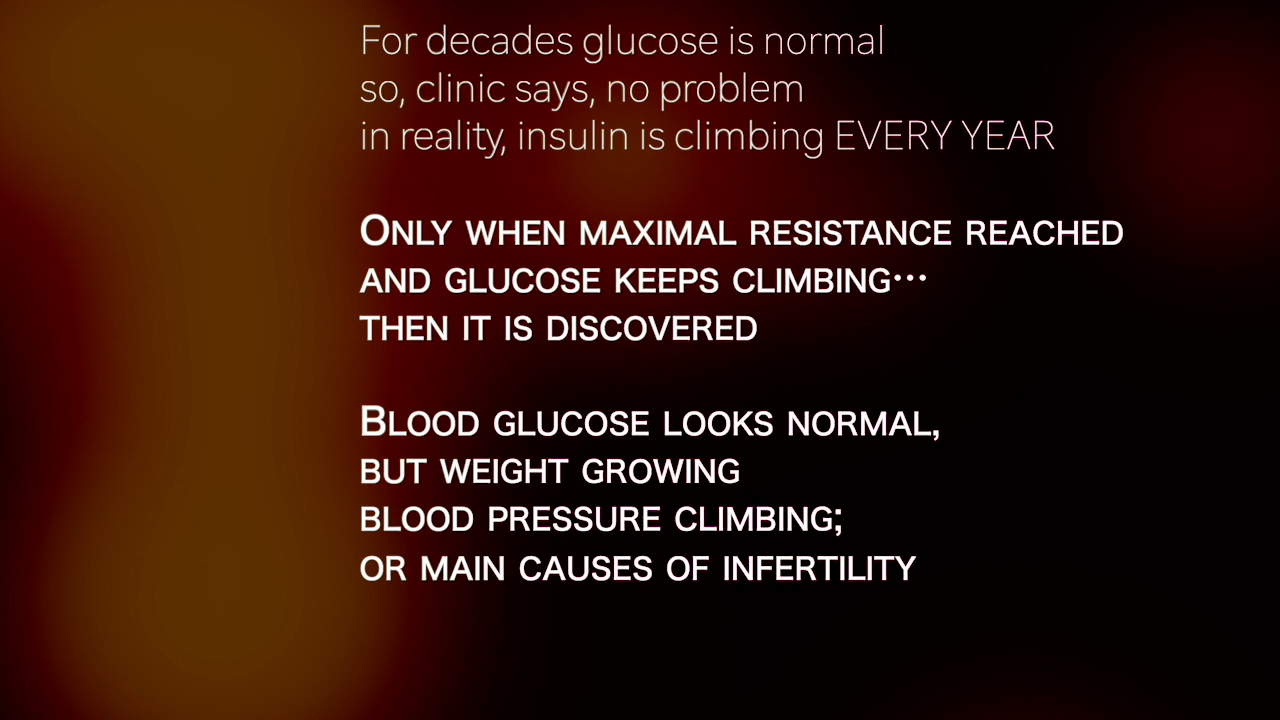 For decades glucose is normal
so, clinic says, no problem
in reality, insulin is climbing EVERY YEAR
ONLY WHEN MAXIMAL RESISTANCE REACHED
AND GLUCOSE KEEPS CLIMBING···
THEN IT IS DISCOVERED
BLOOD GLUCOSE LOOKS NORMAL,
BUT WEIGHT GROWING
BLOOD PRESSURE CLIMBING;
OR MAIN CAUSES OF INFERTILITY